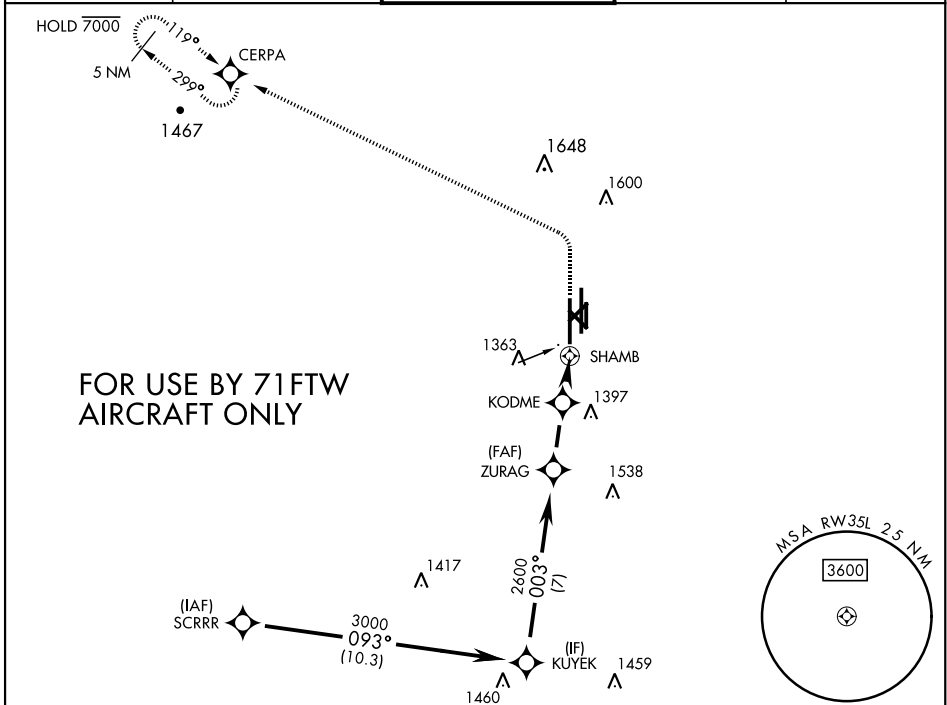 HOLD 7000
119°
CERPA
5 NM
299°
1467
1648
1600
1363
SHAMB
FOR USE BY 71FTW
AIRCRAFT ONLY
KODME
1397
(FAF)
ZURAG
1538
MSA RW35L 25 NM
3600
1417
2600
003°
(7)
(IAF)
SCRRR
3000
093°
(10.3)
(IF)
KUYEK
1459
1460